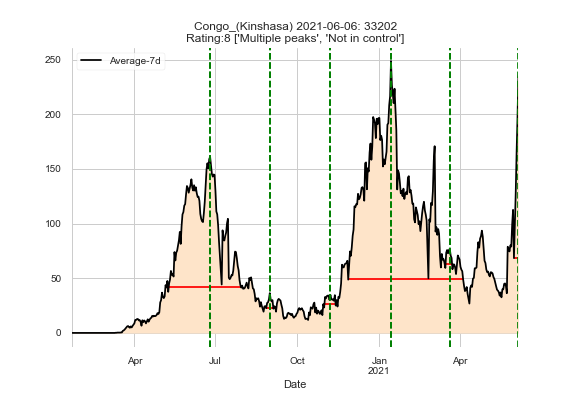 Congo_(Kinshasa) 2021-06-06: 33202
Rating:8 ['Multiple peaks', 'Not in control']
Average-7d
250
200
150
100
50
0
Apr
Jul
Oct
Jan
2021
Apr
Date